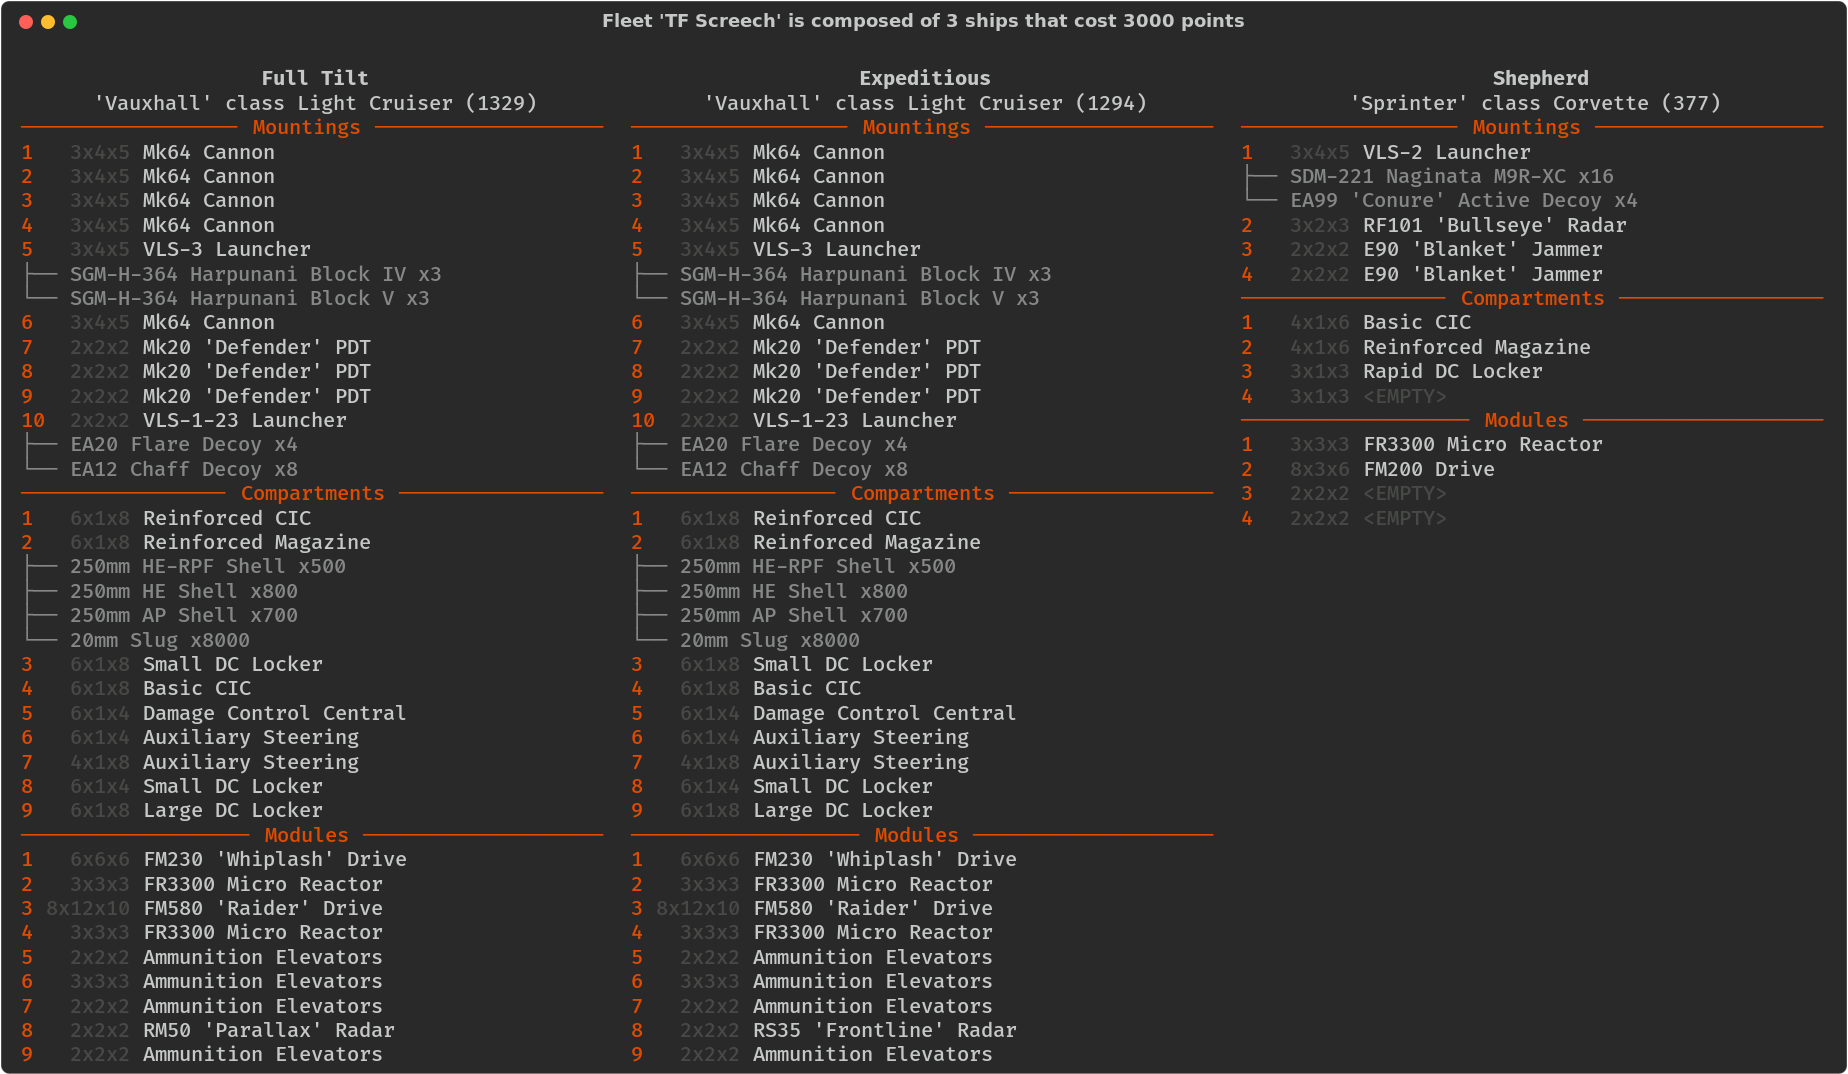 Fleet 'TF Screech' is composed of 3 ships that cost 3000 points
Full Tilt
'Vauxhall' class Light Cruiser (1329)
Mountings
1 3x4x5 Mk64 Cannon
2 3x4x5 Mk64 Cannon
3 3x4x5 Mk64 Cannon
4 3x4x5 Mk64 Cannon
5 3x4x5 VLS-3 Launcher
SGM-H-364 Harpunani Block IV x3
SGM-H-364 Harpunani Block V x3
6 3x4x5 Mk64 Cannon
7 2x2x2 Mk20 'Defender' PDT
8 2x2x2 Mk20 'Defender' PDT
9 2x2x2 Mk20 'Defender' PDT
10 2x2x2 VLS-1-23 Launcher
EA20 Flare Decoy x4
EA12 Chaff Decoy x8
Compartments
1 6x1x8 Reinforced CIC
2 6x1x8 Reinforced Magazine
250mm HE-RPF Shell x500
250mm HE Shell x800
250mm AP Shell x700
20mm Slug x8000
3 6x1x8 Small DC Locker
4 6x1x8 Basic CIC
5 6x1x4 Damage Control Central
6 6x1x4 Auxiliary Steering
7 4x1x8 Auxiliary Steering
8 6x1x4 Small DC Locker
9 6x1x8 Large DC Locker
Modules
1 6x6x6 FM230 'Whiplash' Drive
2 3x3x3 FR3300 Micro Reactor
3 8x12x10 FM580 'Raider' Drive
4 3x3x3 FR3300 Micro Reactor
5 2x2x2 Ammunition Elevators
6 3x3x3 Ammunition Elevators
7 2x2x2 Ammunition Elevators
8 2x2x2 RM50 'Parallax' Radar
9 2x2x2 Ammunition Elevators
Expeditious
'Vauxhall' class Light Cruiser (1294)
Mountings
1 3x4x5 Mk64 Cannon
2 3x4x5 Mk64 Cannon
3 3x4x5 Mk64 Cannon
4 3x4x5 Mk64 Cannon
5 3x4x5 VLS-3 Launcher
SGM-H-364 Harpunani Block IV x3
SGM-H-364 Harpunani Block V x3
6 3x4x5 Mk64 Cannon
7 2x2x2 Mk20 'Defender' PDT
8 2x2x2 Mk20 'Defender' PDT
9 2x2x2 Mk20 'Defender' PDT
10 2x2x2 VLS-1-23 Launcher
EA20 Flare Decoy x4
EA12 Chaff Decoy x8
Compartments
1 6x1x8 Reinforced CIC
2 6x1x8 Reinforced Magazine
250mm HE-RPF Shell x500
250mm HE Shell x800
250mm AP Shell x700
20mm Slug x8000
3 6x1x8 Small DC Locker
4 6x1x8 Basic CIC
5 6x1x4 Damage Control Central
6 6x1x4 Auxiliary Steering
7 4x1x8 Auxiliary Steering
8 6x1x4 Small DC Locker
9 6x1x8 Large DC Locker
Modules
1 6x6x6 FM230 'Whiplash' Drive
2 3x3x3 FR3300 Micro Reactor
3 8x12x10 FM580 'Raider' Drive
4 3x3x3 FR3300 Micro Reactor
5 2x2x2 Ammunition Elevators
6 3x3x3 Ammunition Elevators
7 2x2x2 Ammunition Elevators
8 2x2x2 RS35 'Frontline' Radar
9 2x2x2 Ammunition Elevators
Shepherd
'Sprinter' class Corvette (377)
Mountings
1 3x4x5 VLS-2 Launcher
SDM-221 Naginata M9R-XC x16
EA99 'Conure' Active Decoy x4
2 3x2x3 RF101 'Bullseye' Radar
3 2x2x2 E90 'Blanket' Jammer
4 2x2x2 E90 'Blanket' Jammer
Compartments
1 4x1x6 Basic CIC
2 4x1x6 Reinforced Magazine
3 3x1x3 Rapid DC Locker
4 3x1x3 <EMPTY>
Modules
1 3x3x3 FR3300 Micro Reactor
2 8x3x6 FM200 Drive
3 2x2x2 <EMPTY>
4 2x2x2 <EMPTY>